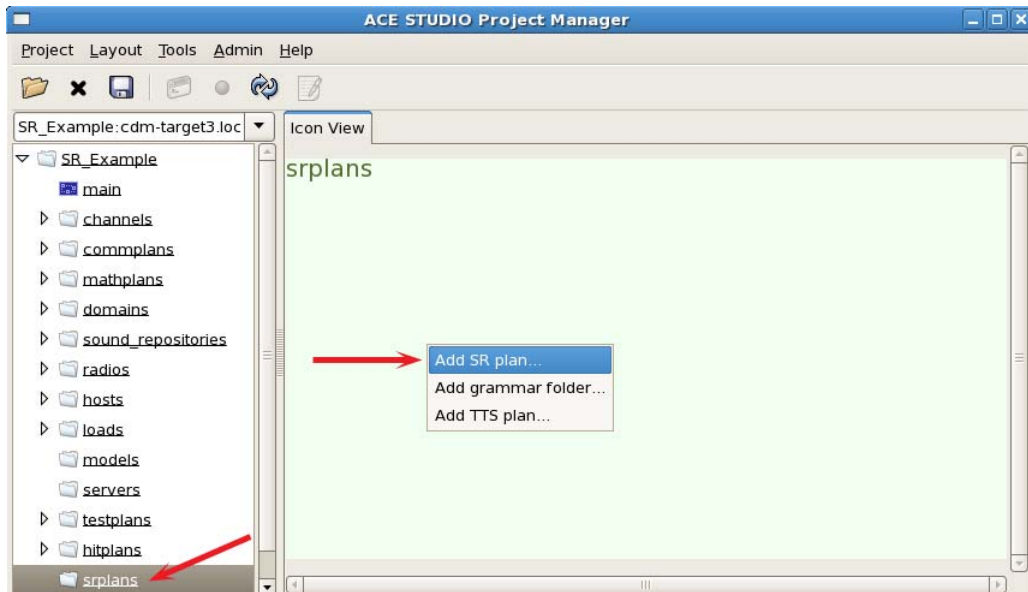 ACE STUDIO Project Manager
Project Layout Tools Admin Help
SR_Example:cdm-target3.loc
Icon View
SR_Example
main
channels
commplans
mathplans
domains
sound_repositories
radios
hosts
loads
models
servers
testplans
hitplans
srplans
srplans
Add SR plan...
Add grammar folder...
Add TTS plan...